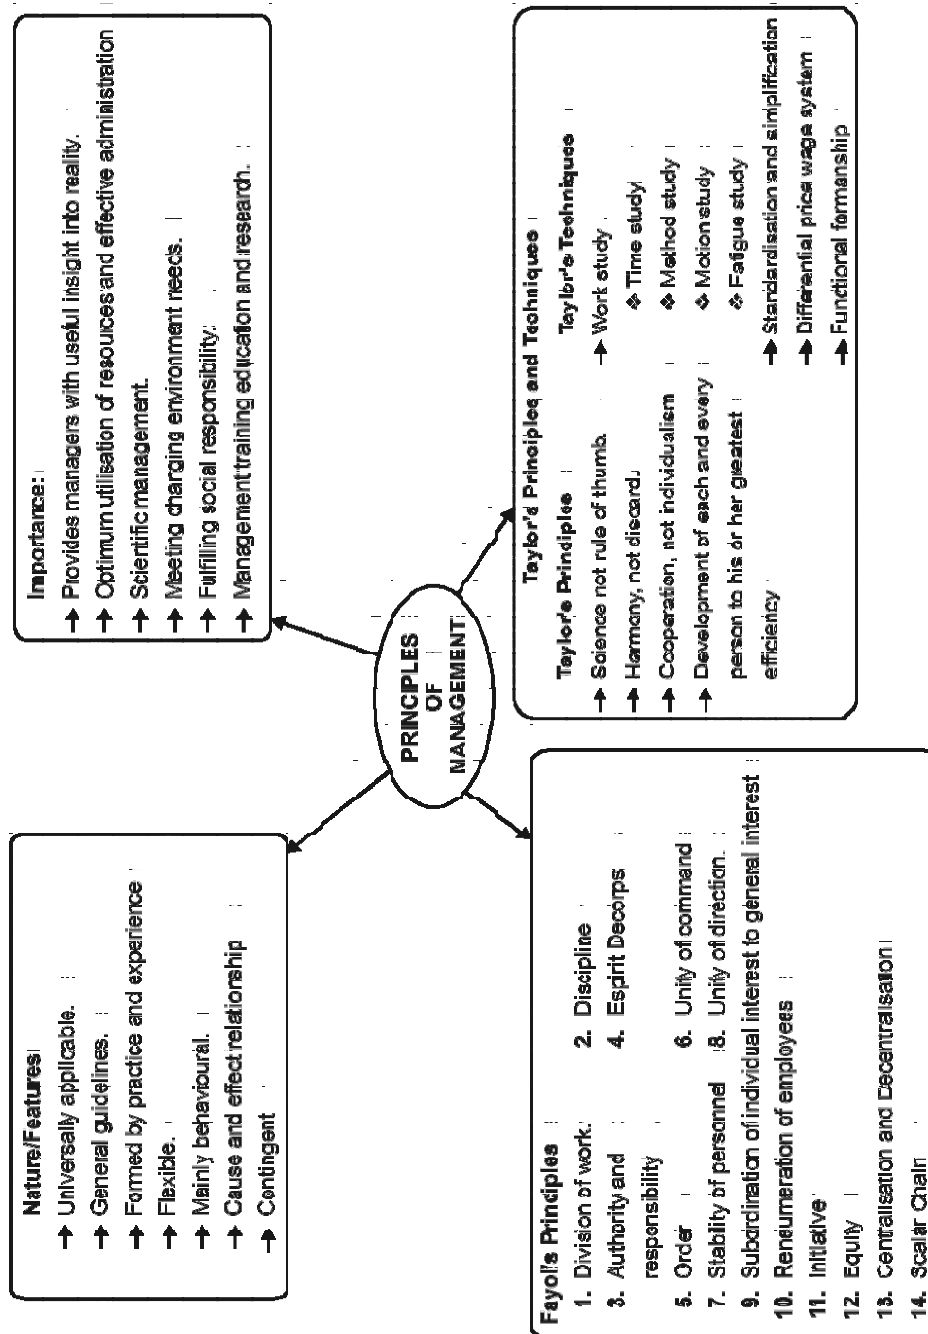 Nature/Features
→ Universally applicable.
→ General guidelines.
→ Formed by practice and experience
→ Flexible.
→ Mainly behavioural.
→ Cause and effect relationship
→ Contingent
Importance:
→ Provides managers with useful insight into reality.
→ Optimum utilisation of resources and effective administration
→ Scientific management.
→ Meeting changing environment needs.
→ Fulfilling social responsibility.
→ Management training education and research.
PRINCIPLES
OF
MANAGEMENT
Fayol's Principles
1. Division of work. 2. Discipline
3. Authority and 4. Espirit Decorps
responsibility
5. Order 6. Unity of command
7. Stability of personnel 8. Unity of direction.
9. Subordination of individual interest to general interest
10. Renumeration of employees
11. Initiative
12. Equity
13. Centralisation and Decentralisation
14. Scalar Chain
Taylor's Principles and Techniques
Taylor's Principles
→ Science not rule of thumb.
→ Harmony, not discard.
→ Cooperation, not individualism
→ Development of each and every
person to his or her greatest
efficiency
Taylor's Techniques
→ Work study
❖ Time study
❖ Method study
❖ Motion study
❖ Fatigue study
→ Standardisation and simplification
→ Differential price wage system
→ Functional formanship